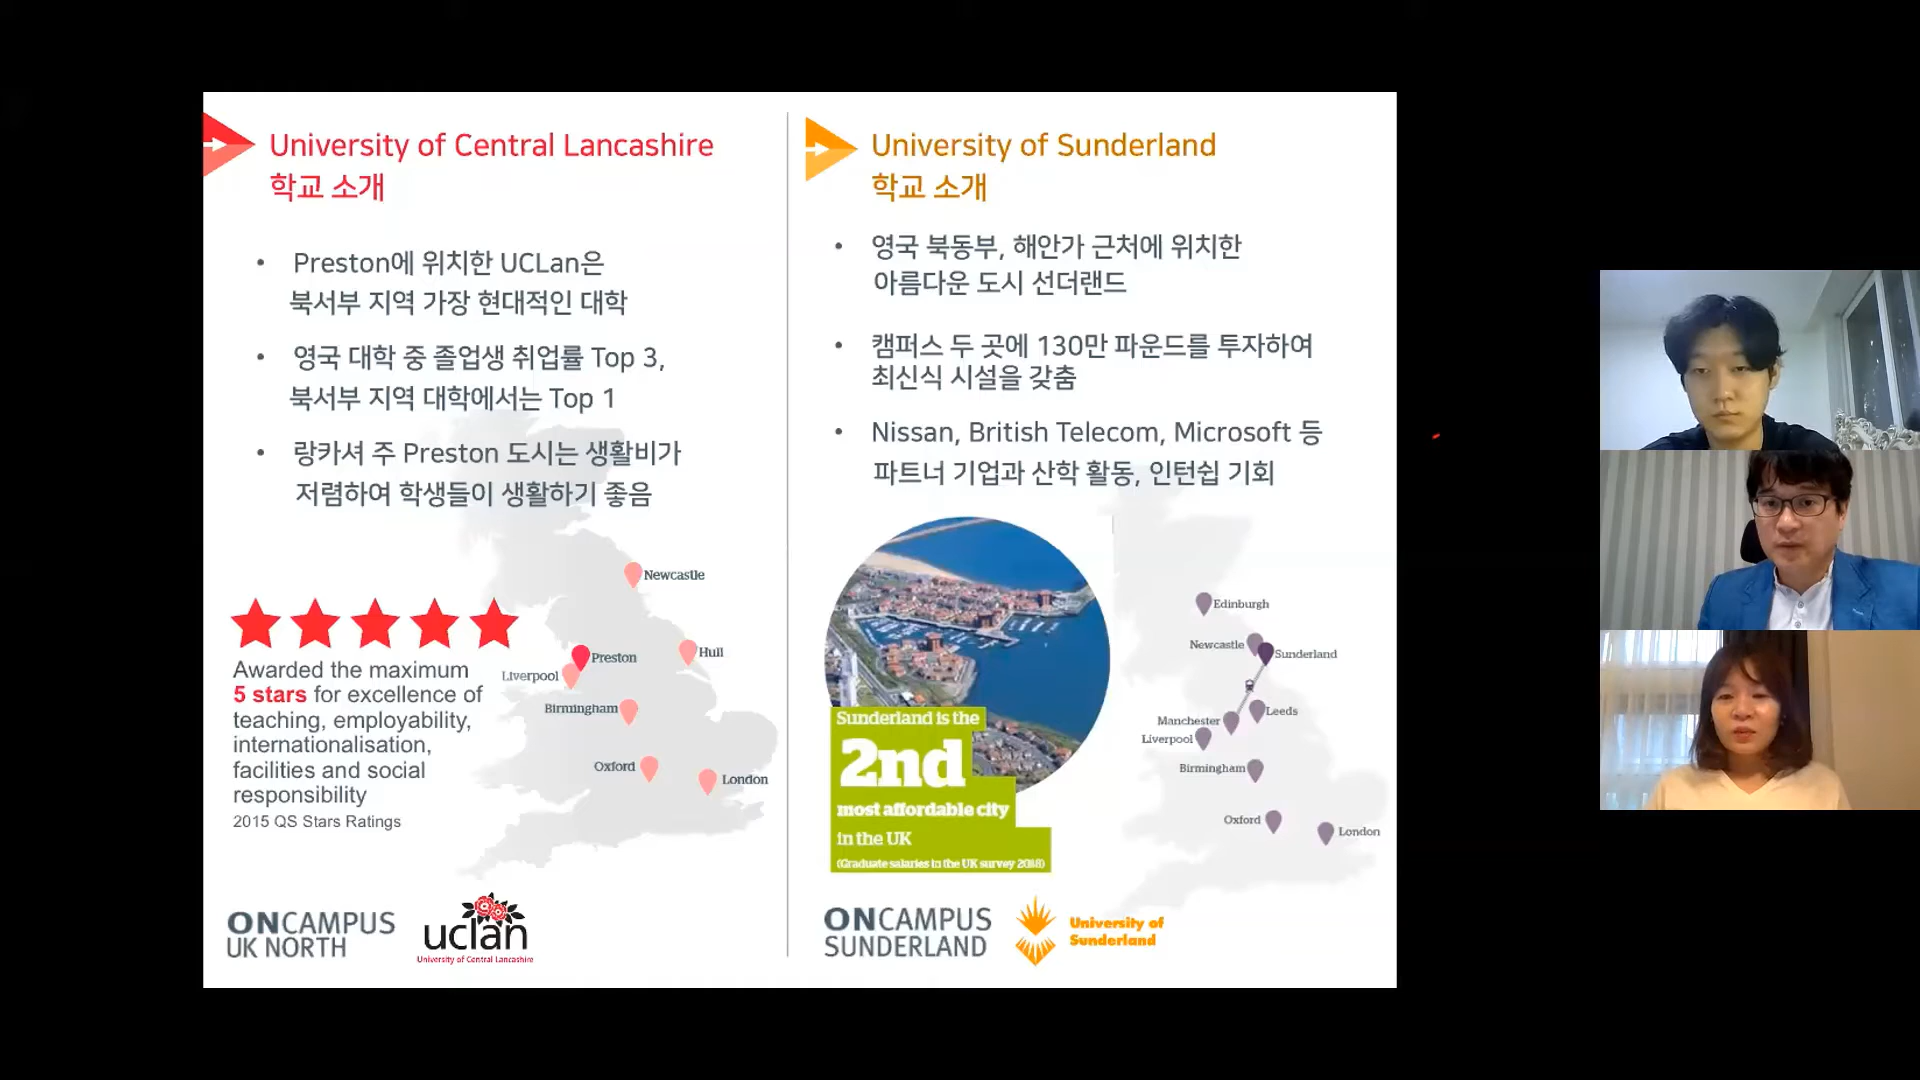 University of Central Lancashire
학교 소개
• Preston에 위치한 UCLan은
북서부 지역 가장 현대적인 대학
• 영국 대학 중 졸업생 취업률 Top 3,
북서부 지역 대학에서는 Top 1
• 랑카셔 주 Preston 도시는 생활비가
저렴하여 학생들이 생활하기 좋음
Newcastle
Preston
Hull
Liverpool
Birmingham
Oxford
London
Awarded the maximum
5 stars for excellence of
teaching, employability,
internationalisation,
facilities and social
responsibility
2015 QS Stars Ratings
ONCAMPUS
UK NORTH
uclan
University of Central Lancashire
University of Sunderland
학교 소개
• 영국 북동부, 해안가 근처에 위치한
아름다운 도시 선더랜드
• 캠퍼스 두 곳에 130만 파운드를 투자하여
최신식 시설을 갖춤
• Nissan, British Telecom, Microsoft 등
파트너 기업과 산학 활동, 인턴쉽 기회
Sunderland is the
2nd
most affordable city
in the UK
(Graduate salaries in the UK survey 2018)
Edinburgh
Newcastle
Sunderland
Leeds
Manchester
Liverpool
Birmingham
Oxford
London
ONCAMPUS
SUNDERLAND
University of
Sunderland